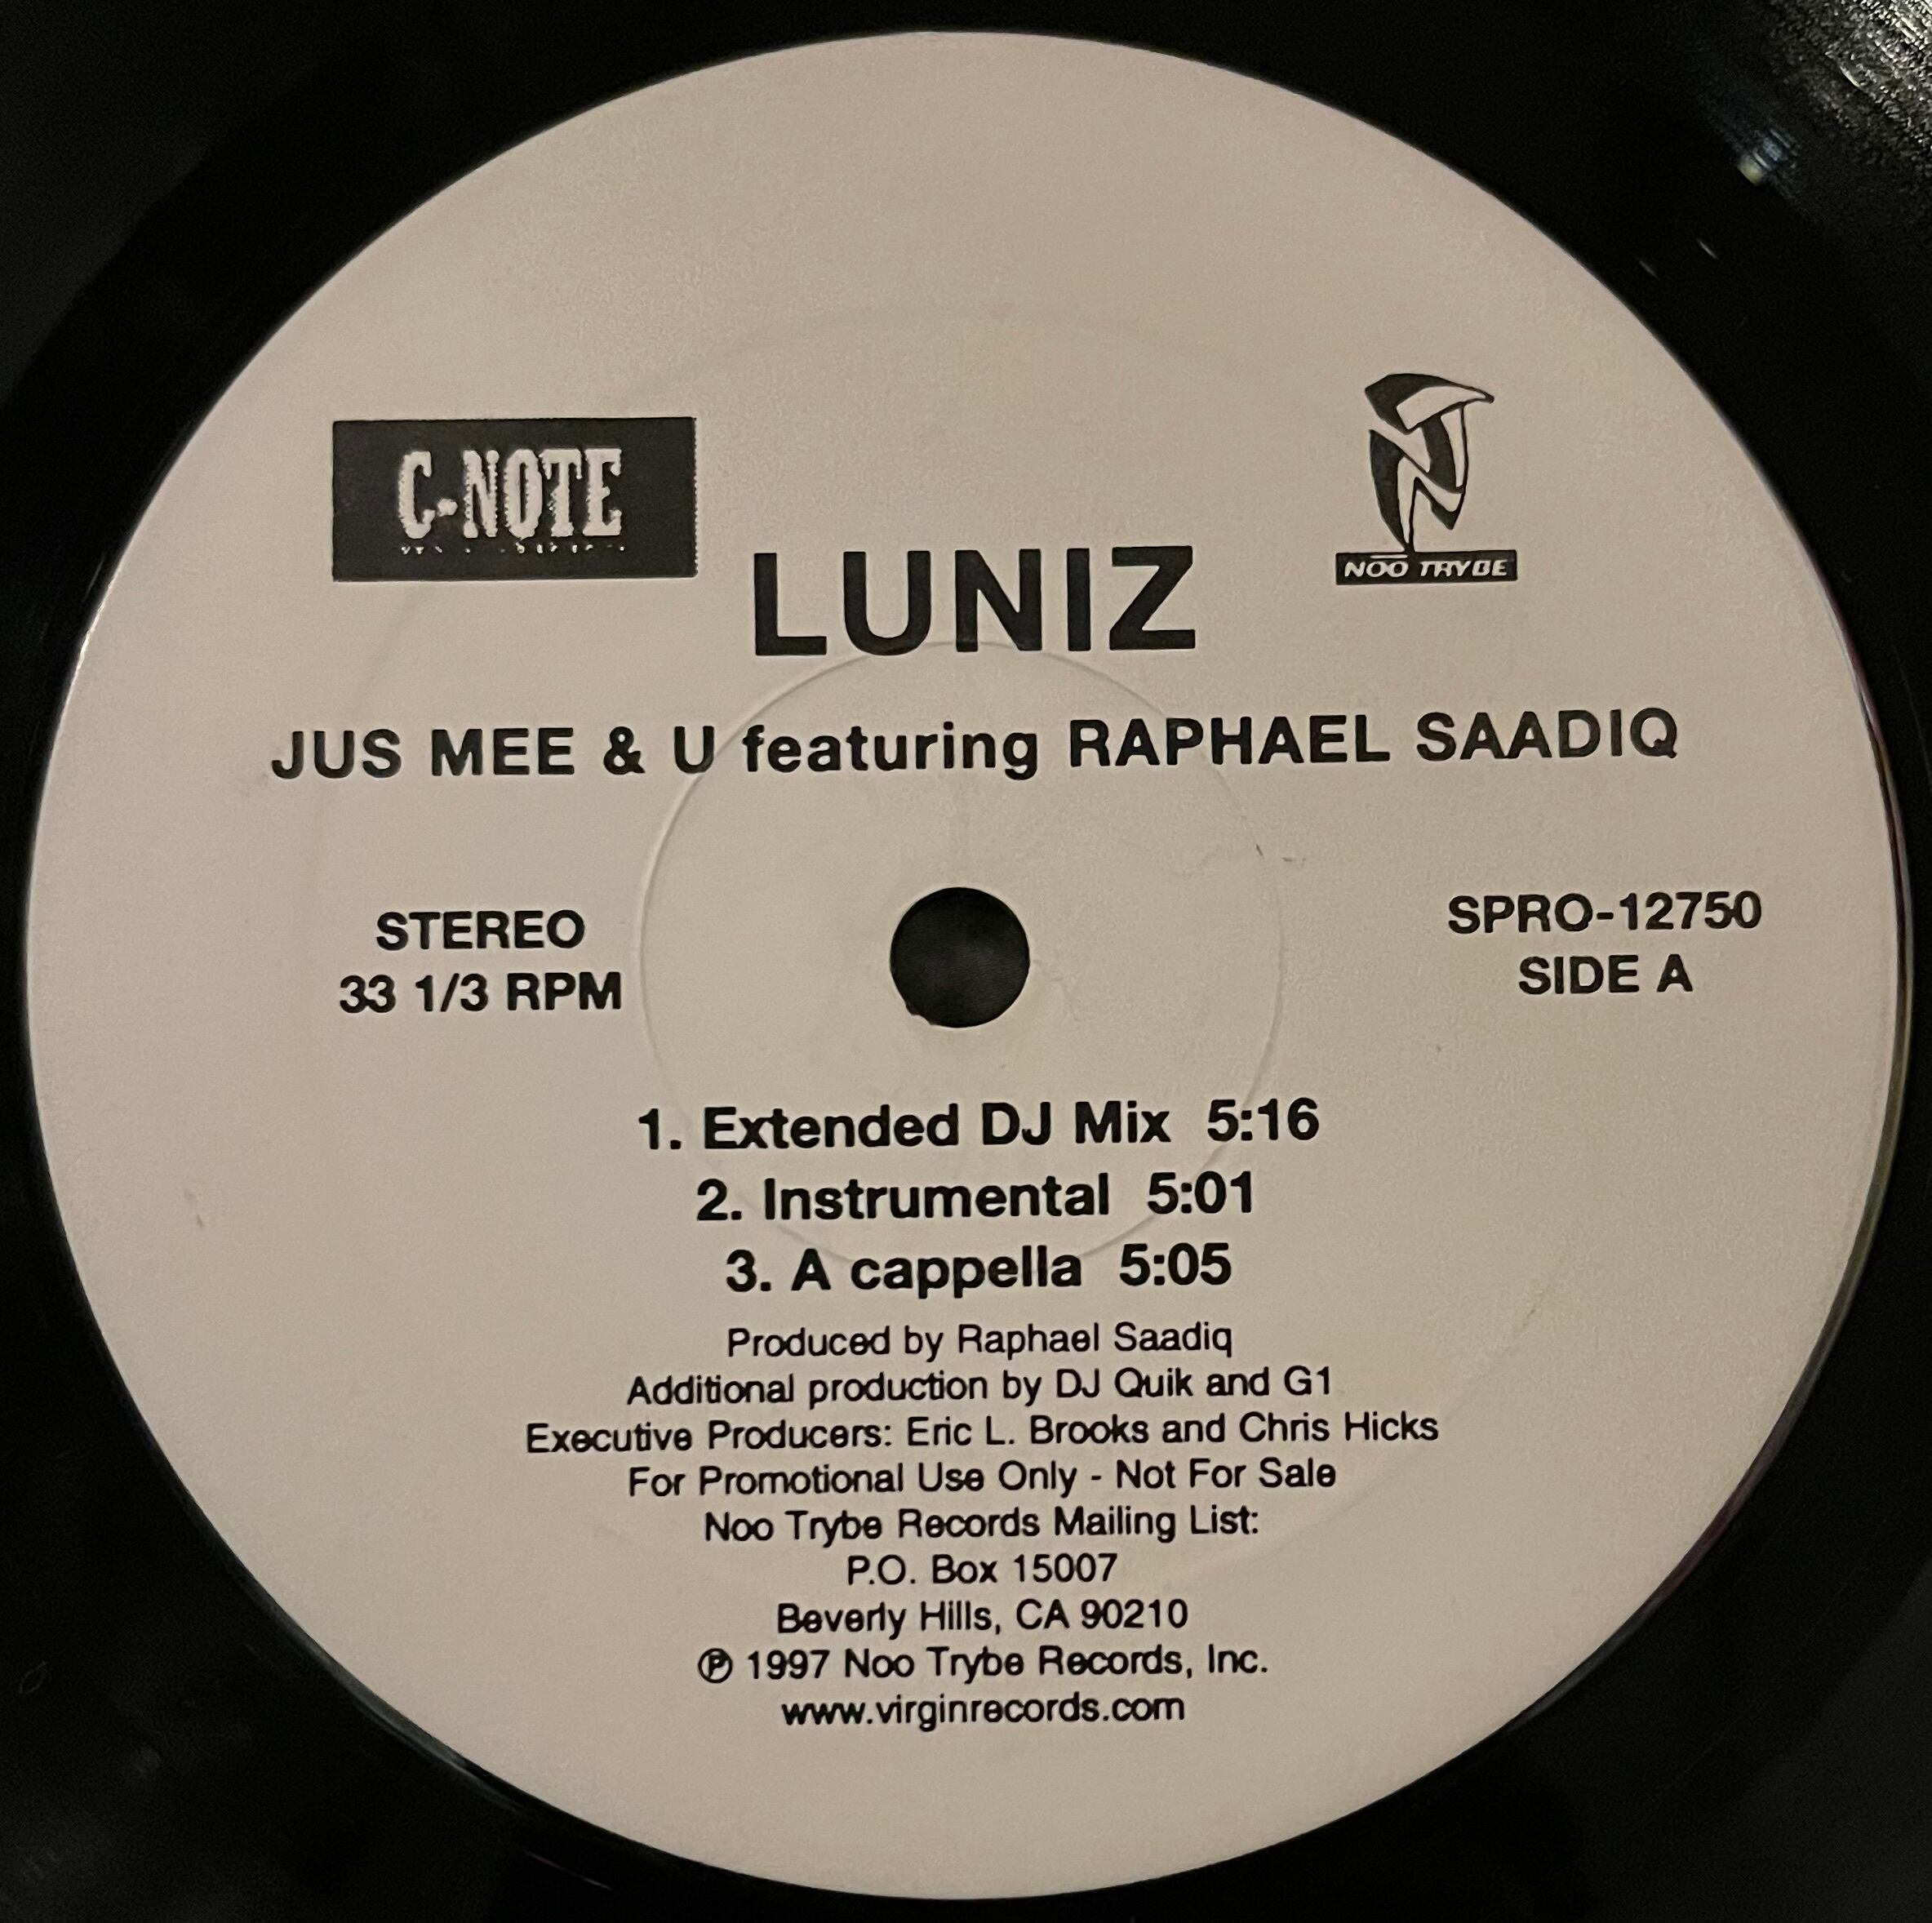 C-NOTE
NOO TRYBE
LUNIZ
JUS MEE & U featuring RAPHAEL SAADIQ
STEREO
33 1/3 RPM
SPRO-12750
SIDE A
1. Extended DJ Mix 5:16
2. Instrumental 5:01
3. A cappella 5:05
Produced by Raphael Saadiq
Additional production by DJ Quik and G1
Executive Producers: Eric L. Brooks and Chris Hicks
For Promotional Use Only - Not For Sale
Noo Trybe Records Mailing List:
P.O. Box 15007
Beverly Hills, CA 90210
℗ 1997 Noo Trybe Records, Inc.
www.virginrecords.com